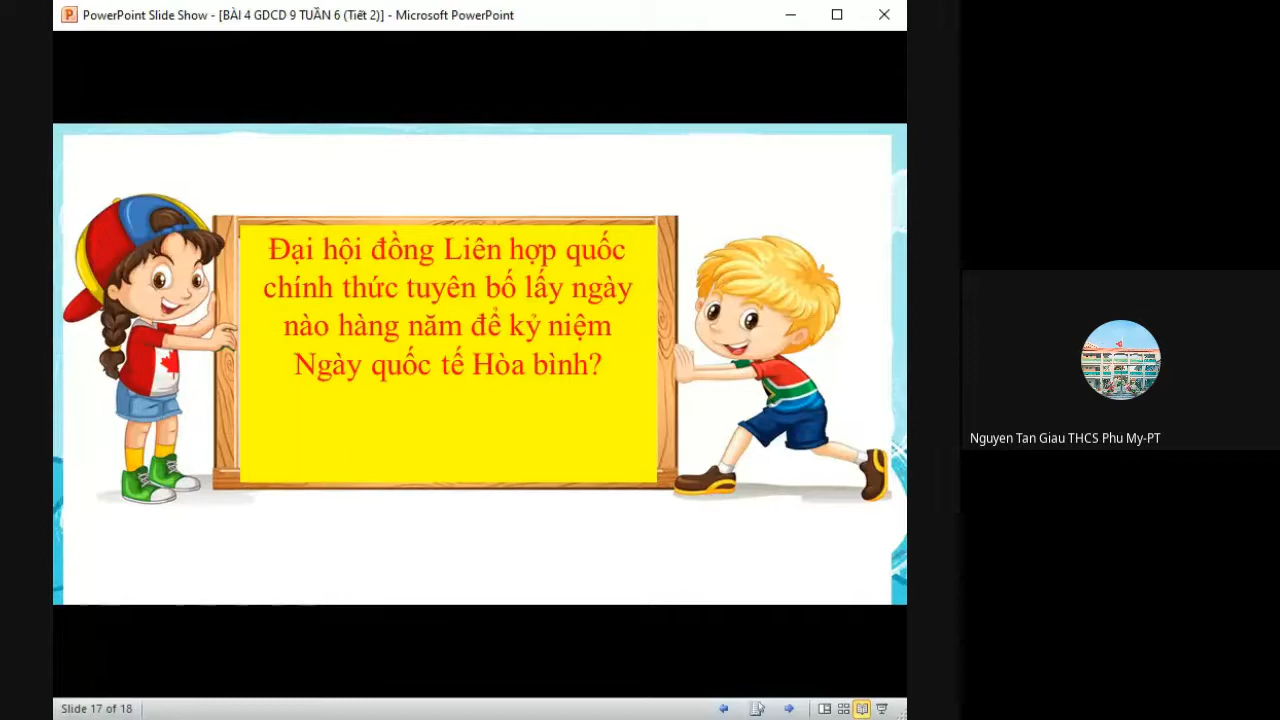 PowerPoint Slide Show - [BÀI 4 GDCD 9 TUẦN 6 (Tiết 2)] - Microsoft PowerPoint
Đại hội đồng Liên hợp quốc
chính thức tuyên bố lấy ngày
nào hàng năm để kỷ niệm
Ngày quốc tế Hòa bình?
Nguyen Tan Giau THCS Phu My-PT
Slide 17 of 18